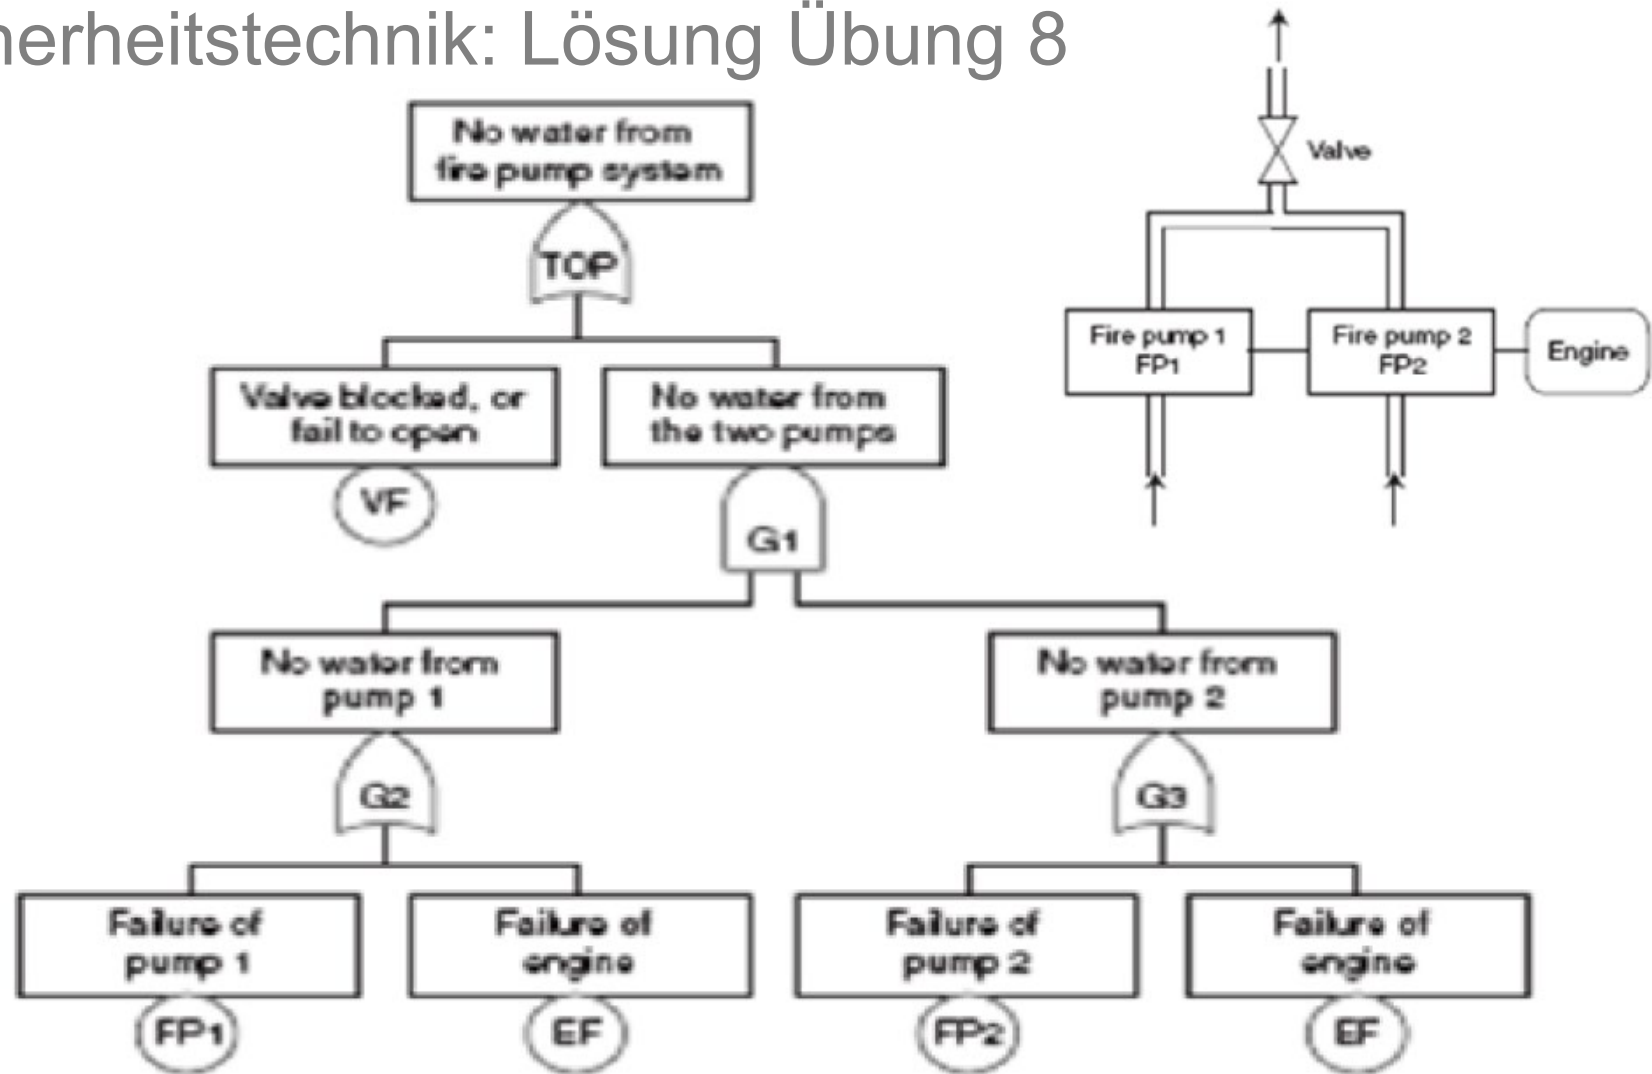 herheitstechnik: Lösung Übung 8
No water from
fire pump system
TOP
Valve
Fire pump 1
FP1
Fire pump 2
FP2
Engine
Valve blocked, or
fail to open
VF
No water from
the two pumps
G1
No water from
pump 1
G2
No water from
pump 2
G3
Failure of
pump 1
FP1
Failure of
engine
EF
Failure of
pump 2
FP2
Failure of
engine
EF